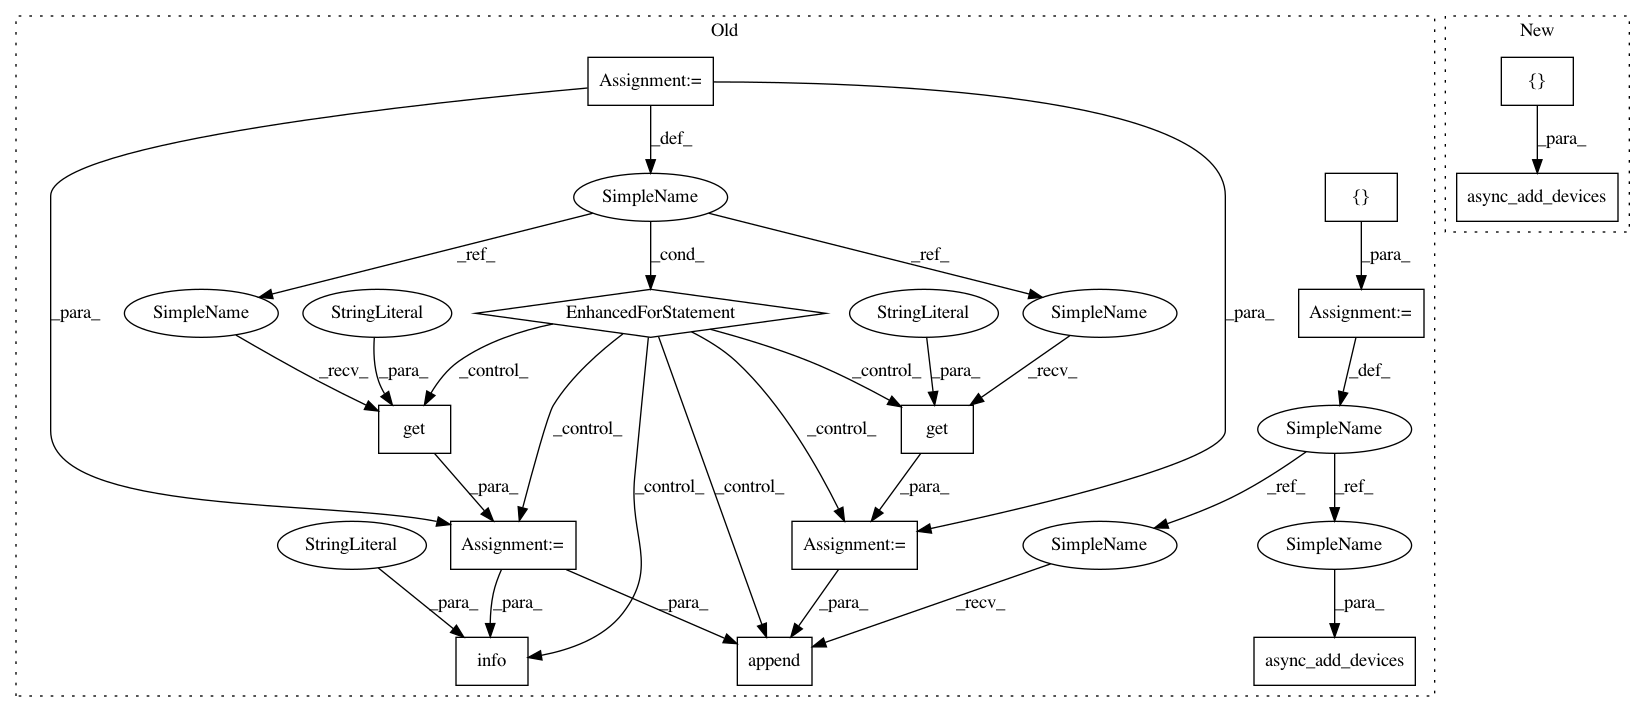 Old
New
Assignment:=
{}
_def_
_para_
SimpleName
{}
async_add_devices
_ref_
_cond_
_ref_
_para_
_para_
SimpleName
StringLiteral
EnhancedForStatement
StringLiteral
SimpleName
_para_
Assignment:=
_recv_
_para_
_control_
_control_
_para_
_recv_
_def_
get
_control_
_control_
get
SimpleName
_para_
_control_
_control_
_para_
_ref_
_ref_
StringLiteral
Assignment:=
Assignment:=
SimpleName
SimpleName
_para_
_para_
_para_
_para_
_recv_
_para_
info
append
async_add_devices